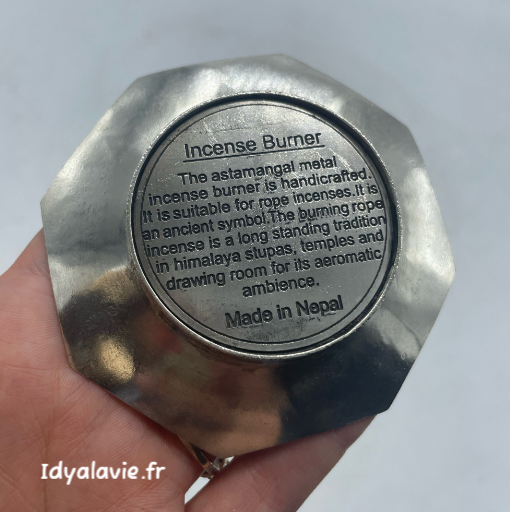 Incense Burner
The astamangal metal
incense burner is handicrafted.
It is suitable for rope incenses.It is
an ancient symbol.The burning rope
incense is a long standing tradition
in himalaya stupas, temples and
drawing room for its aeromatic
ambience.
Made in Nepal
Idyalavie.fr